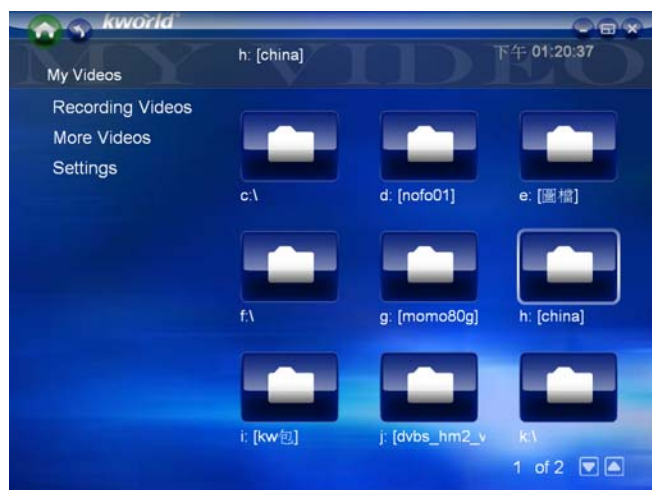 kworld
MY VIDEO
h: [china]
下午 01:20:37
My Videos
Recording Videos
More Videos
Settings
c:\
d: [nofo01]
e: [圖檔]
f:\
g: [momo80g]
h: [china]
i: [kw包]
j: [dvbs_hm2_v
k:\
1 of 2